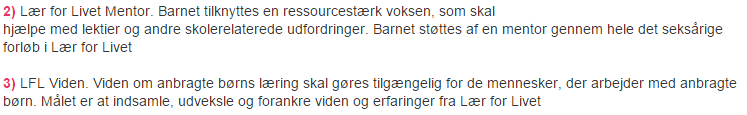 2) Lær for Livet Mentor. Barnet tilknyttes en ressourcestærk voksen, som skal
hjælpe med lektier og andre skolerelaterede udfordringer. Barnet støttes af en mentor gennem hele det seksårige
forløb i Lær for Livet
3) LFL Viden. Viden om anbragte børns læring skal gøres tilgængelig for de mennesker, der arbejder med anbragte
børn. Målet er at indsamle, udveksle og forankre viden og erfaringer fra Lær for Livet